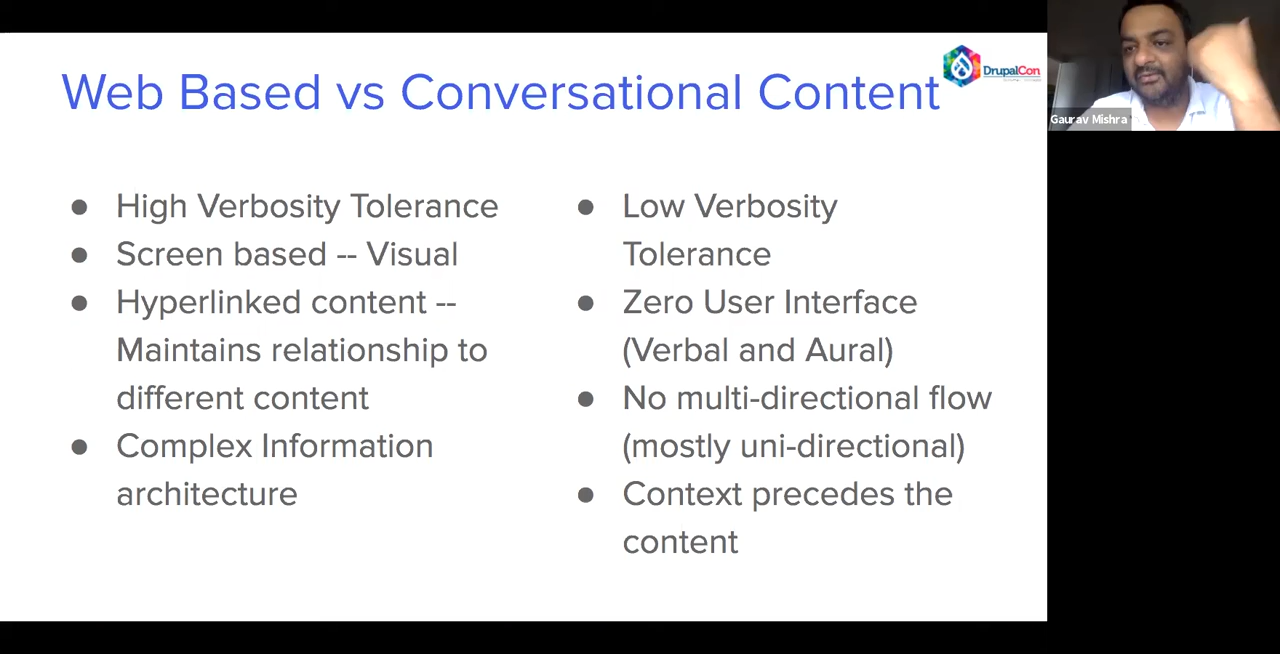 Web Based vs Conversational Content
DrupalCon
Gaurav Mishra
● High Verbosity Tolerance
● Screen based -- Visual
● Hyperlinked content --
Maintains relationship to
different content
● Complex Information
architecture
● Low Verbosity
Tolerance
● Zero User Interface
(Verbal and Aural)
● No multi-directional flow
(mostly uni-directional)
● Context precedes the
content